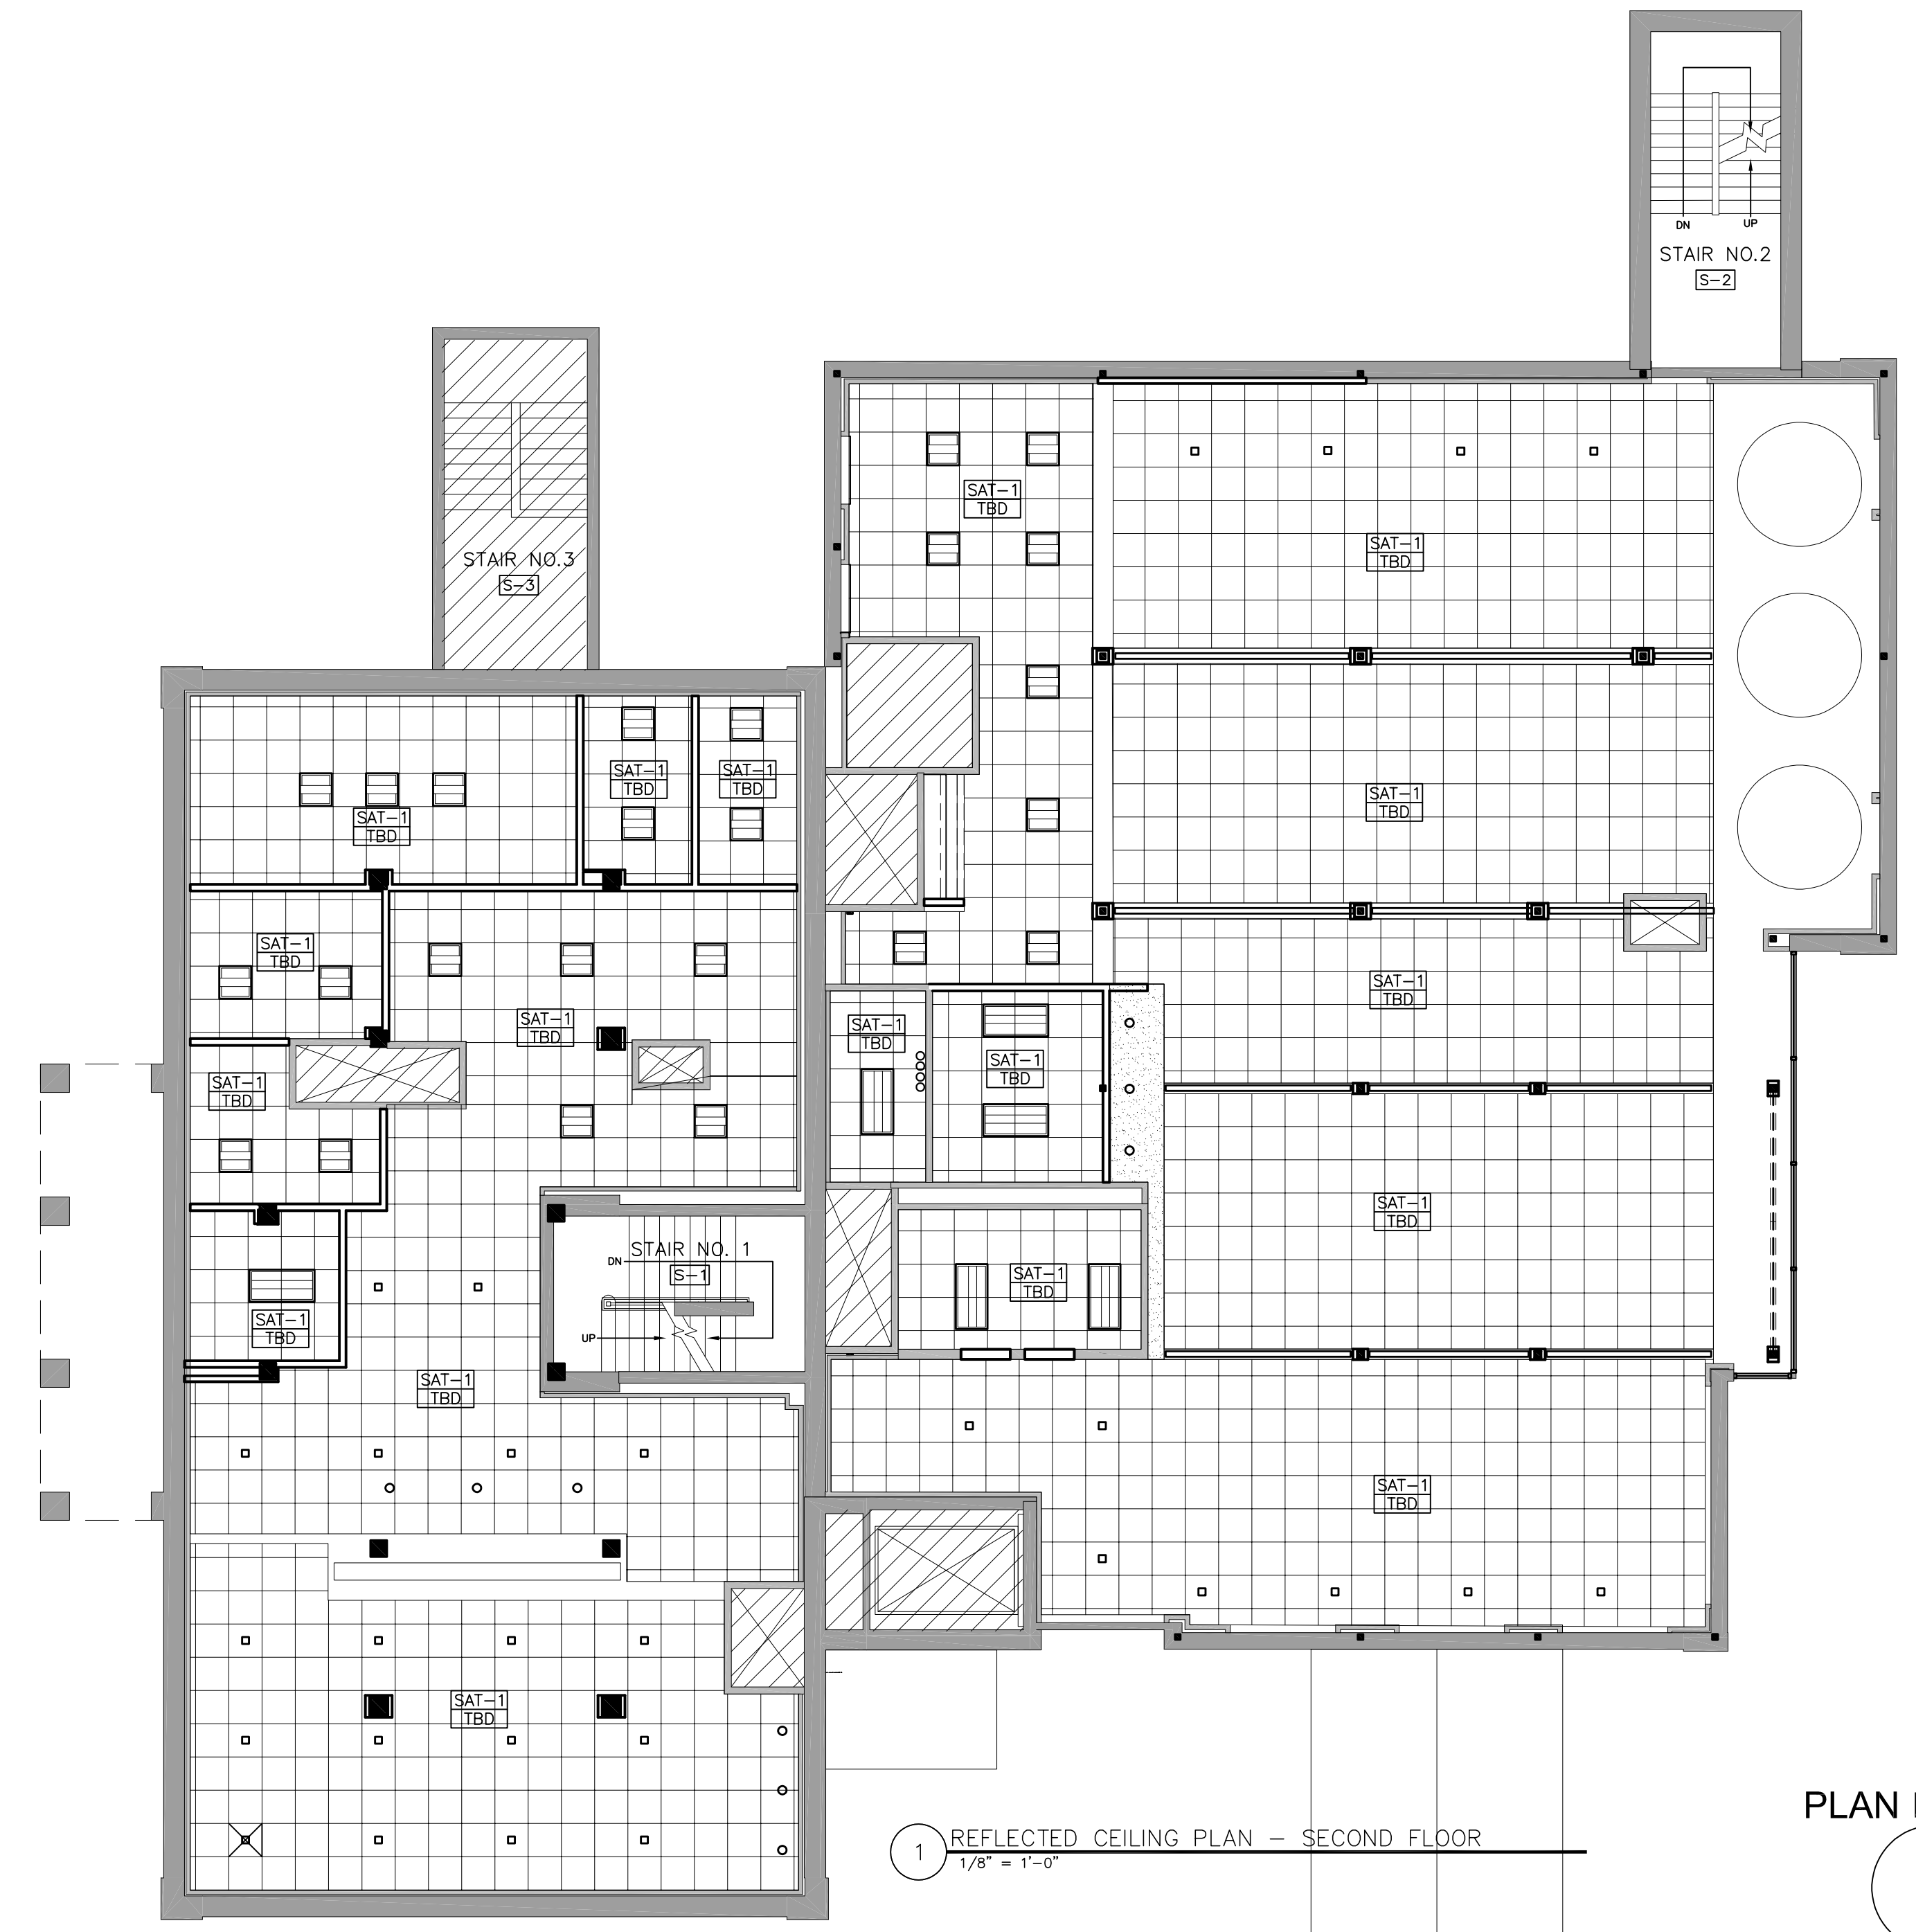 DN
UP
STAIR NO.2
S-2
SAT-1
TBD
SAT-1
TBD
STAIR NO.3
S-3
SAT-1
TBD
SAT-1
TBD
SAT-1
TBD
SAT-1
TBD
SAT-1
TBD
SAT-1
TBD
SAT-1
TBD
SAT-1
TBD
SAT-1
TBD
SAT-1
TBD
SAT-1
TBD
STAIR NO. 1
DN
S-1
UP
SAT-1
TBD
SAT-1
TBD
SAT-1
TBD
SAT-1
TBD
SAT-1
TBD
SAT-1
TBD
PLAN
1
REFLECTED CEILING PLAN – SECOND FLOOR
1/8" = 1'-0"